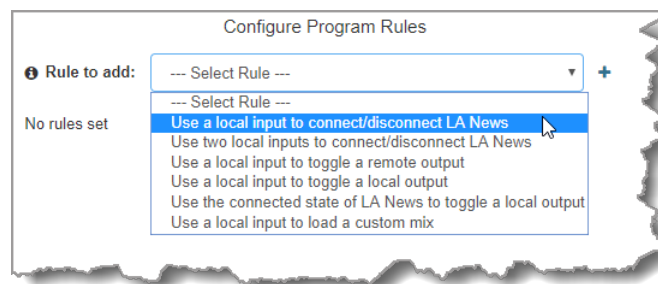 Configure Program Rules
Rule to add:
--- Select Rule ---
--- Select Rule ---
No rules set
Use a local input to connect/disconnect LA News
Use two local inputs to connect/disconnect LA News
Use a local input to toggle a remote output
Use a local input to toggle a local output
Use the connected state of LA News to toggle a local output
Use a local input to load a custom mix